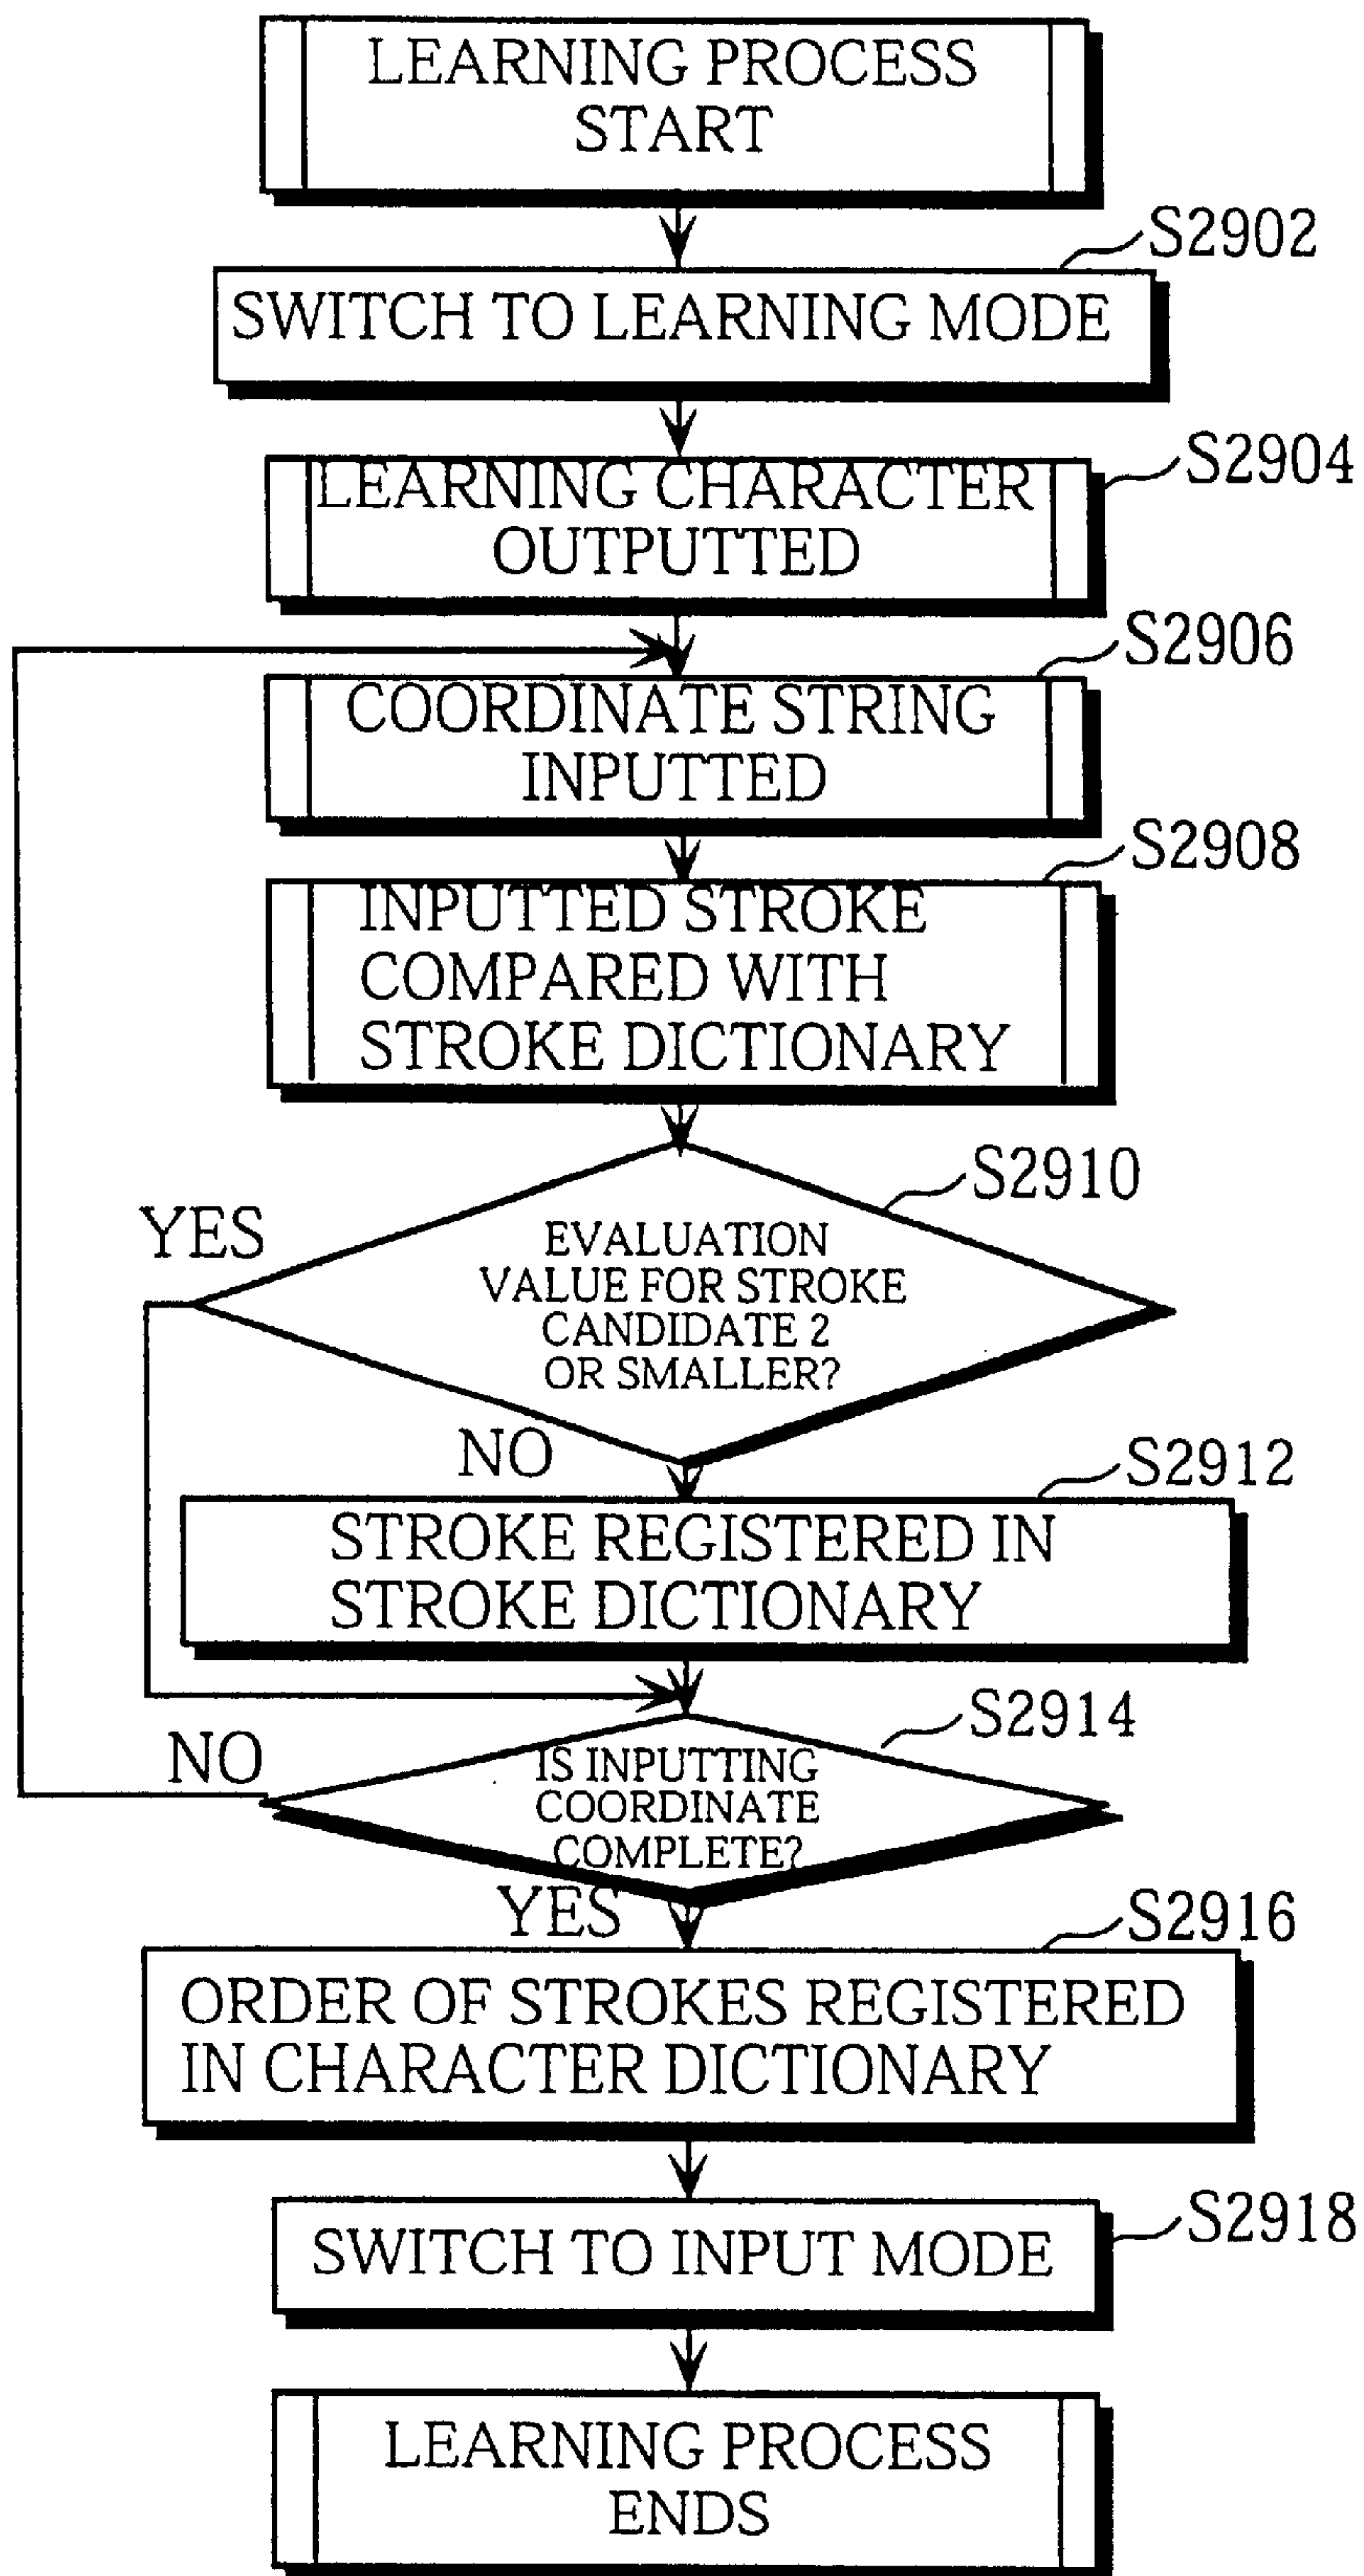 LEARNING PROCESS
START
S2902
SWITCH TO LEARNING MODE
S2904
LEARNING CHARACTER
OUTPUTTED
S2906
COORDINATE STRING
INPUTTED
S2908
INPUTTED STROKE
COMPARED WITH
STROKE DICTIONARY
S2910
YES
EVALUATION
VALUE FOR STROKE
CANDIDATE 2
OR SMALLER?
NO
S2912
STROKE REGISTERED IN
STROKE DICTIONARY
S2914
NO
IS INPUTTING
COORDINATE
COMPLETE?
YES
S2916
ORDER OF STROKES REGISTERED
IN CHARACTER DICTIONARY
S2918
SWITCH TO INPUT MODE
LEARNING PROCESS
ENDS